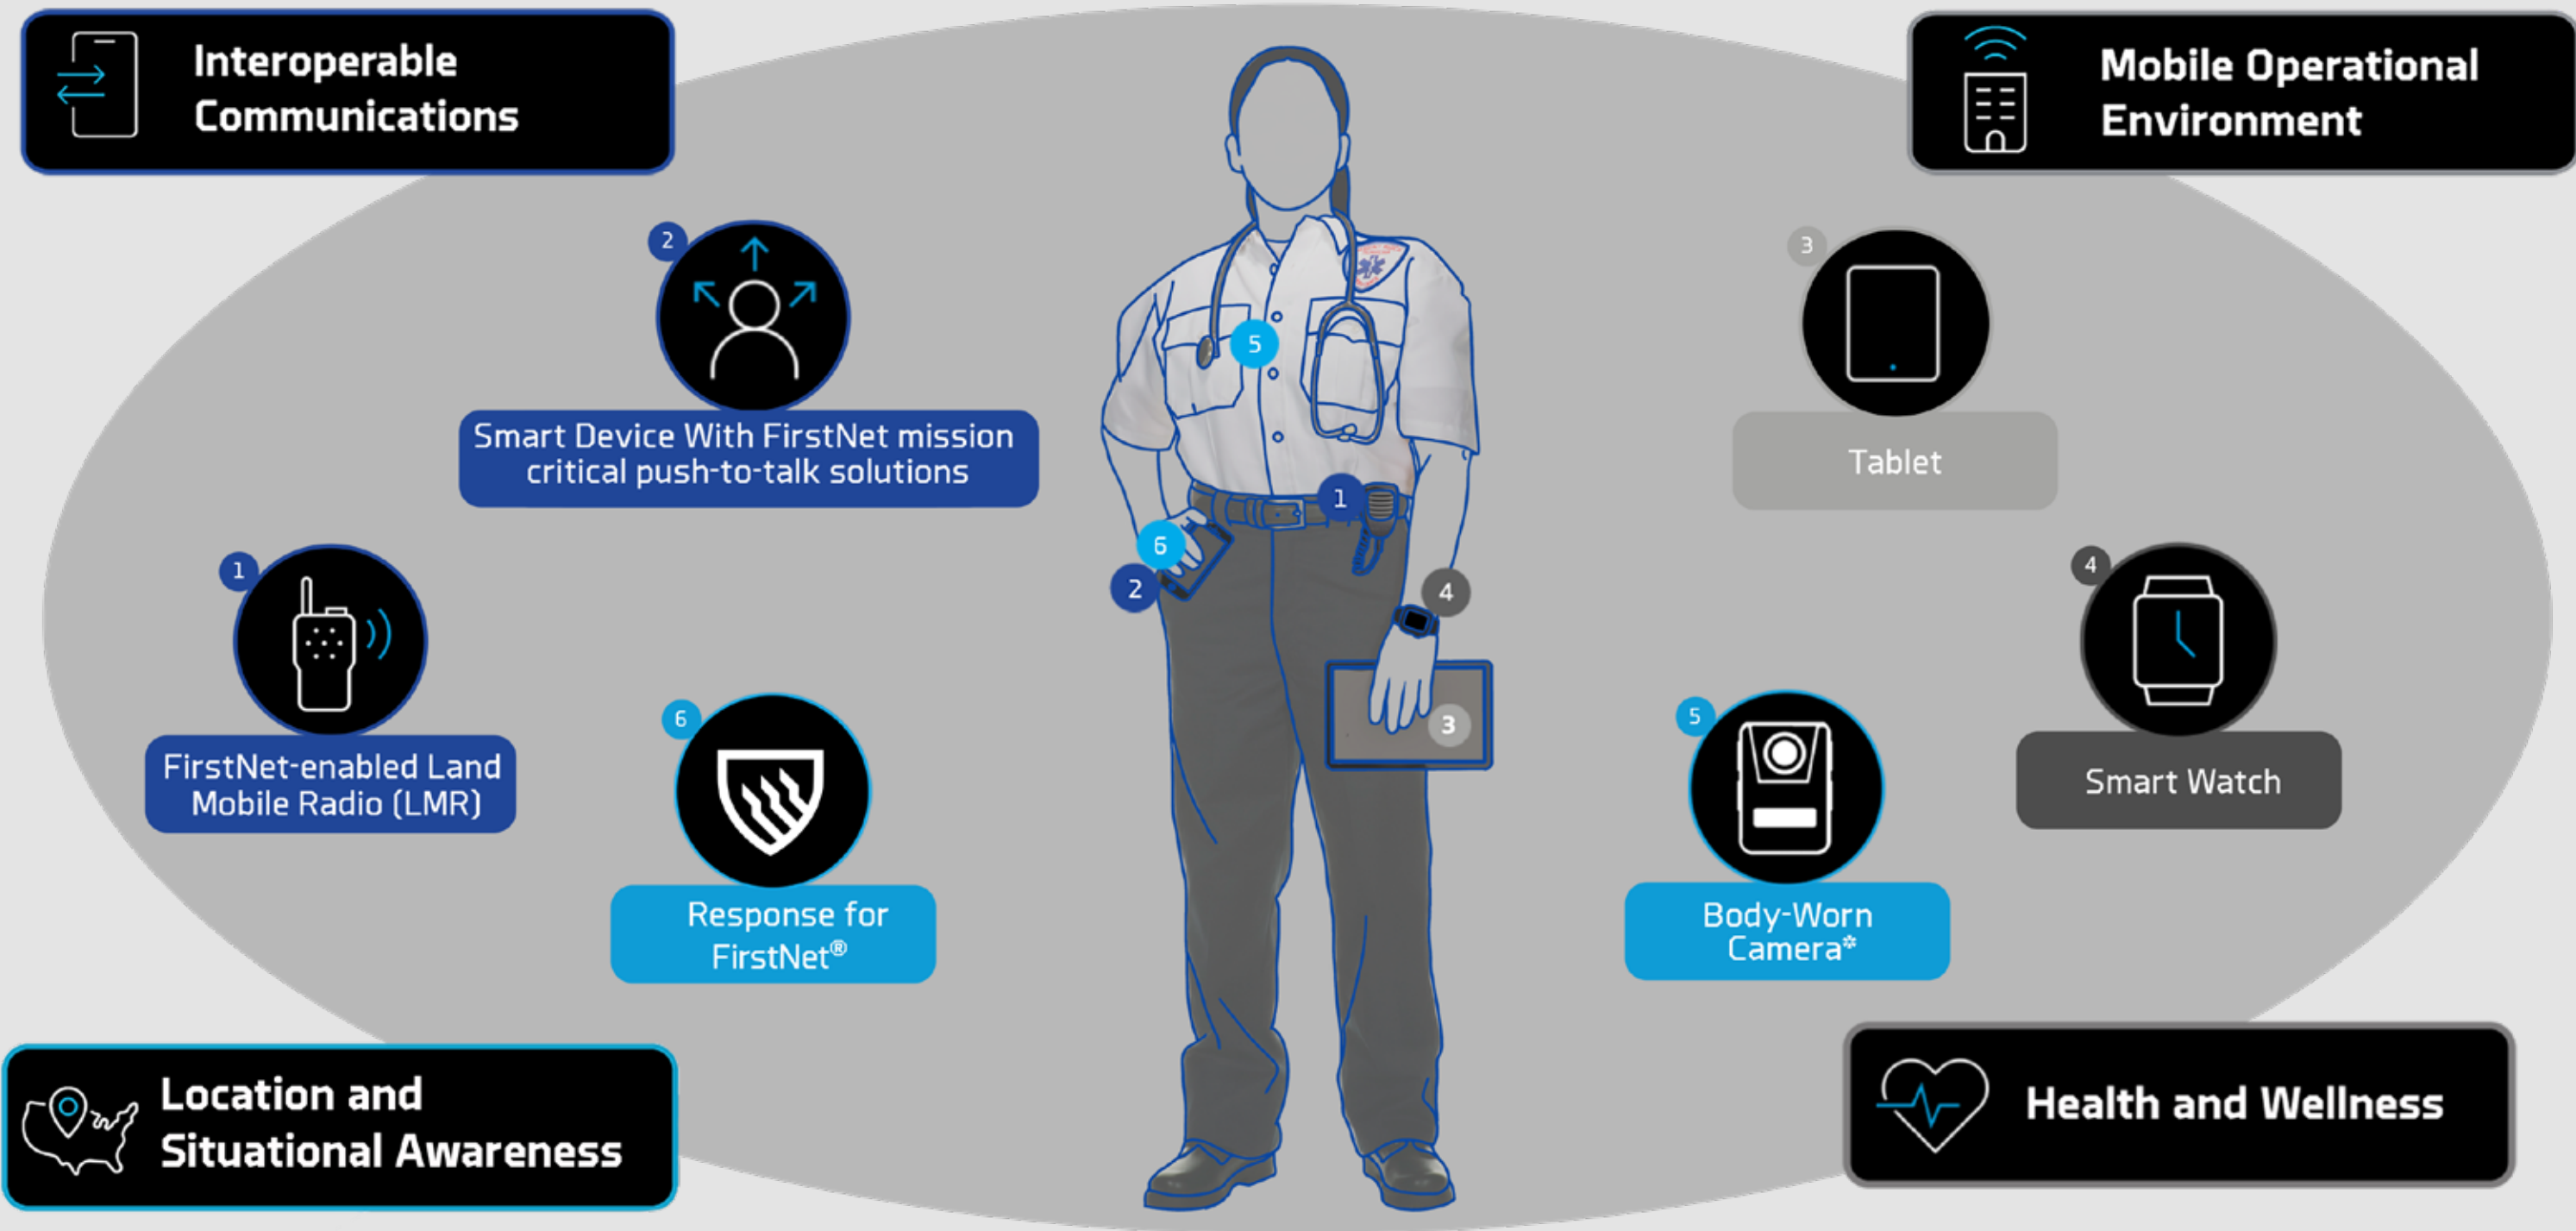 Interoperable
Communications
Mobile Operational
Environment
2
Smart Device With FirstNet mission
critical push-to-talk solutions
1
FirstNet-enabled Land
Mobile Radio (LMR)
6
Response for
FirstNet®
5
1
6
2
4
3
3
Tablet
4
Smart Watch
5
Body-Worn
Camera*
Location and
Situational Awareness
Health and Wellness